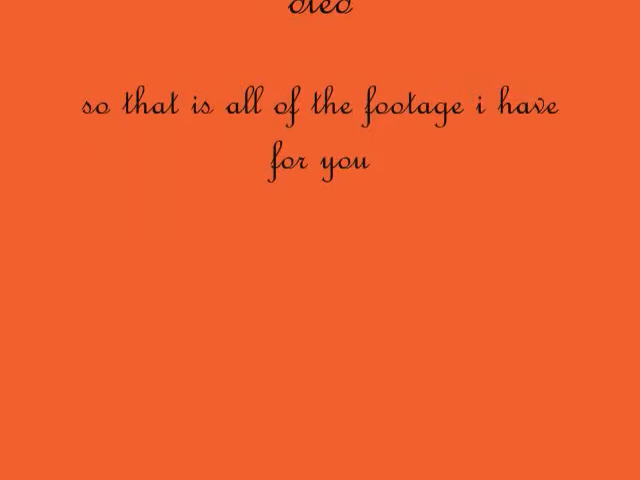 died
so that is all of the footage i have
for you